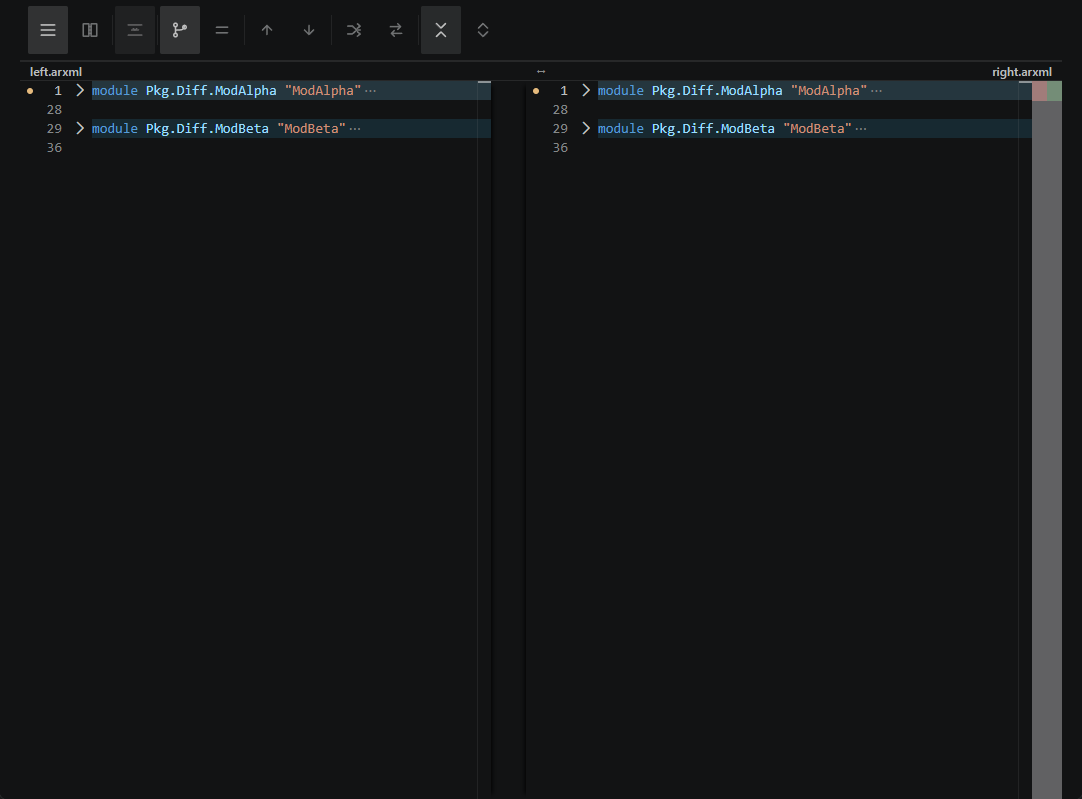 left.arxml ↔ right.arxml
1 module Pkg.Diff.ModAlpha "ModAlpha" ⋯
28
29 module Pkg.Diff.ModBeta "ModBeta" ⋯
36
1 module Pkg.Diff.ModAlpha "ModAlpha" ⋯
28
29 module Pkg.Diff.ModBeta "ModBeta" ⋯
36